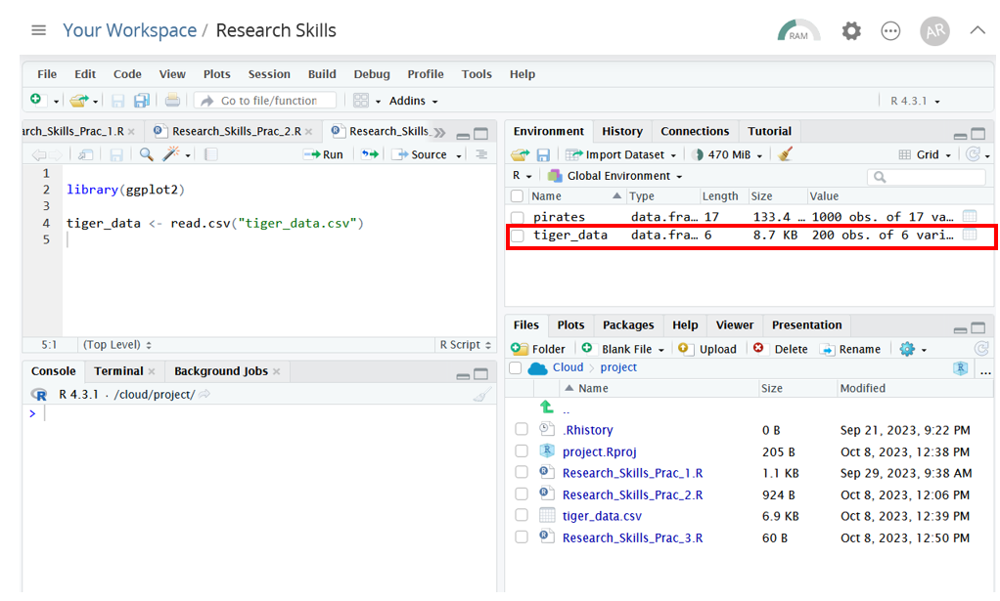 Your Workspace / Research Skills
RAM
AR
File Edit Code View Plots Session Build Debug Profile Tools Help
Go to file/function Addins R 4.3.1
arch_Skills_Prac_1.R Research_Skills_Prac_2.R Research_Skills
Run Source
1
2 library(ggplot2)
3
4 tiger_data <- read.csv("tiger_data.csv")
5
5:1 (Top Level) R Script
Console Terminal Background Jobs
R 4.3.1 · /cloud/project/
>
Environment History Connections Tutorial
Import Dataset 470 MiB Grid
R Global Environment
Name Type Length Size Value
pirates data.fra… 17 133.4 … 1000 obs. of 17 va…
tiger_data data.fra… 6 8.7 KB 200 obs. of 6 vari…
Files Plots Packages Help Viewer Presentation
Folder Blank File Upload Delete Rename
Cloud project R ...
Name Size Modified
..
.Rhistory 0 B Sep 21, 2023, 9:22 PM
project.Rproj 205 B Oct 8, 2023, 12:38 PM
Research_Skills_Prac_1.R 1.1 KB Sep 29, 2023, 9:38 AM
Research_Skills_Prac_2.R 924 B Oct 8, 2023, 12:06 PM
tiger_data.csv 6.9 KB Oct 8, 2023, 12:39 PM
Research_Skills_Prac_3.R 60 B Oct 8, 2023, 12:50 PM